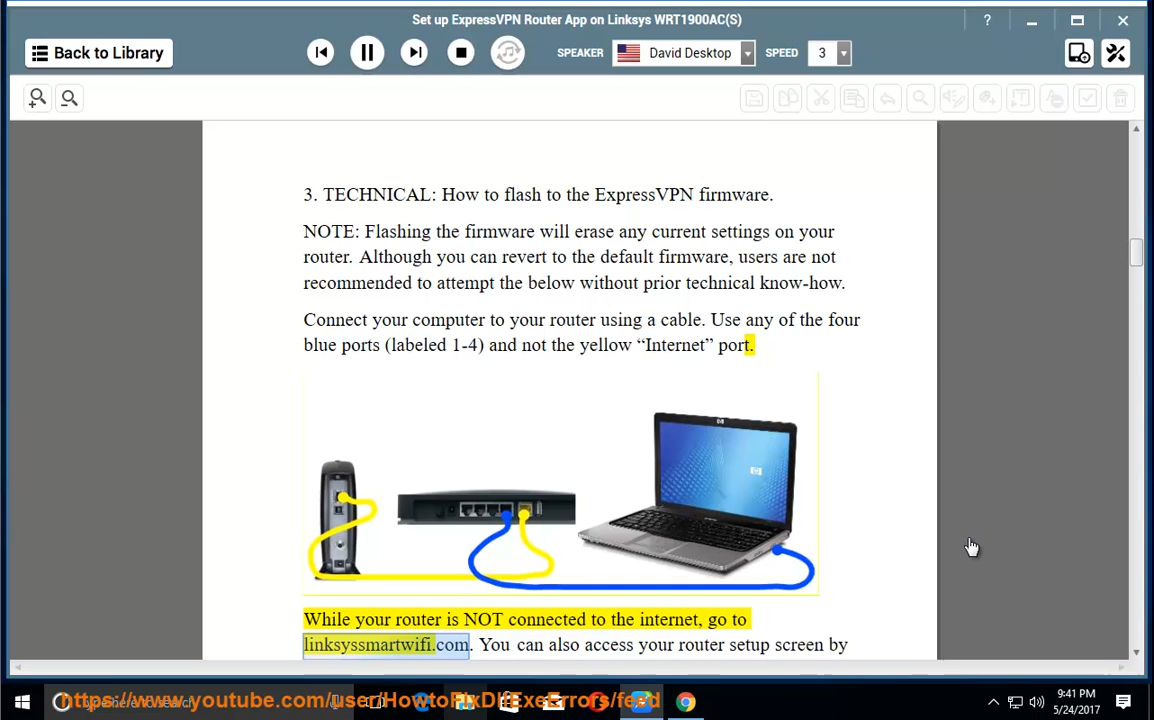 Set up ExpressVPN Router App on Linksys WRT1900AC(S)
?
Back to Library
SPEAKER
David Desktop
SPEED
3
3. TECHNICAL: How to flash to the ExpressVPN firmware.
NOTE: Flashing the firmware will erase any current settings on your
router. Although you can revert to the default firmware, users are not
recommended to attempt the below without prior technical know-how.
Connect your computer to your router using a cable. Use any of the four
blue ports (labeled 1-4) and not the yellow “Internet” port.
While your router is NOT connected to the internet, go to
linksyssmartwifi.com. You can also access your router setup screen by
https://www.youtube.com/user/HowtoFixDllExeErrors/feed
9:41 PM
5/24/2017